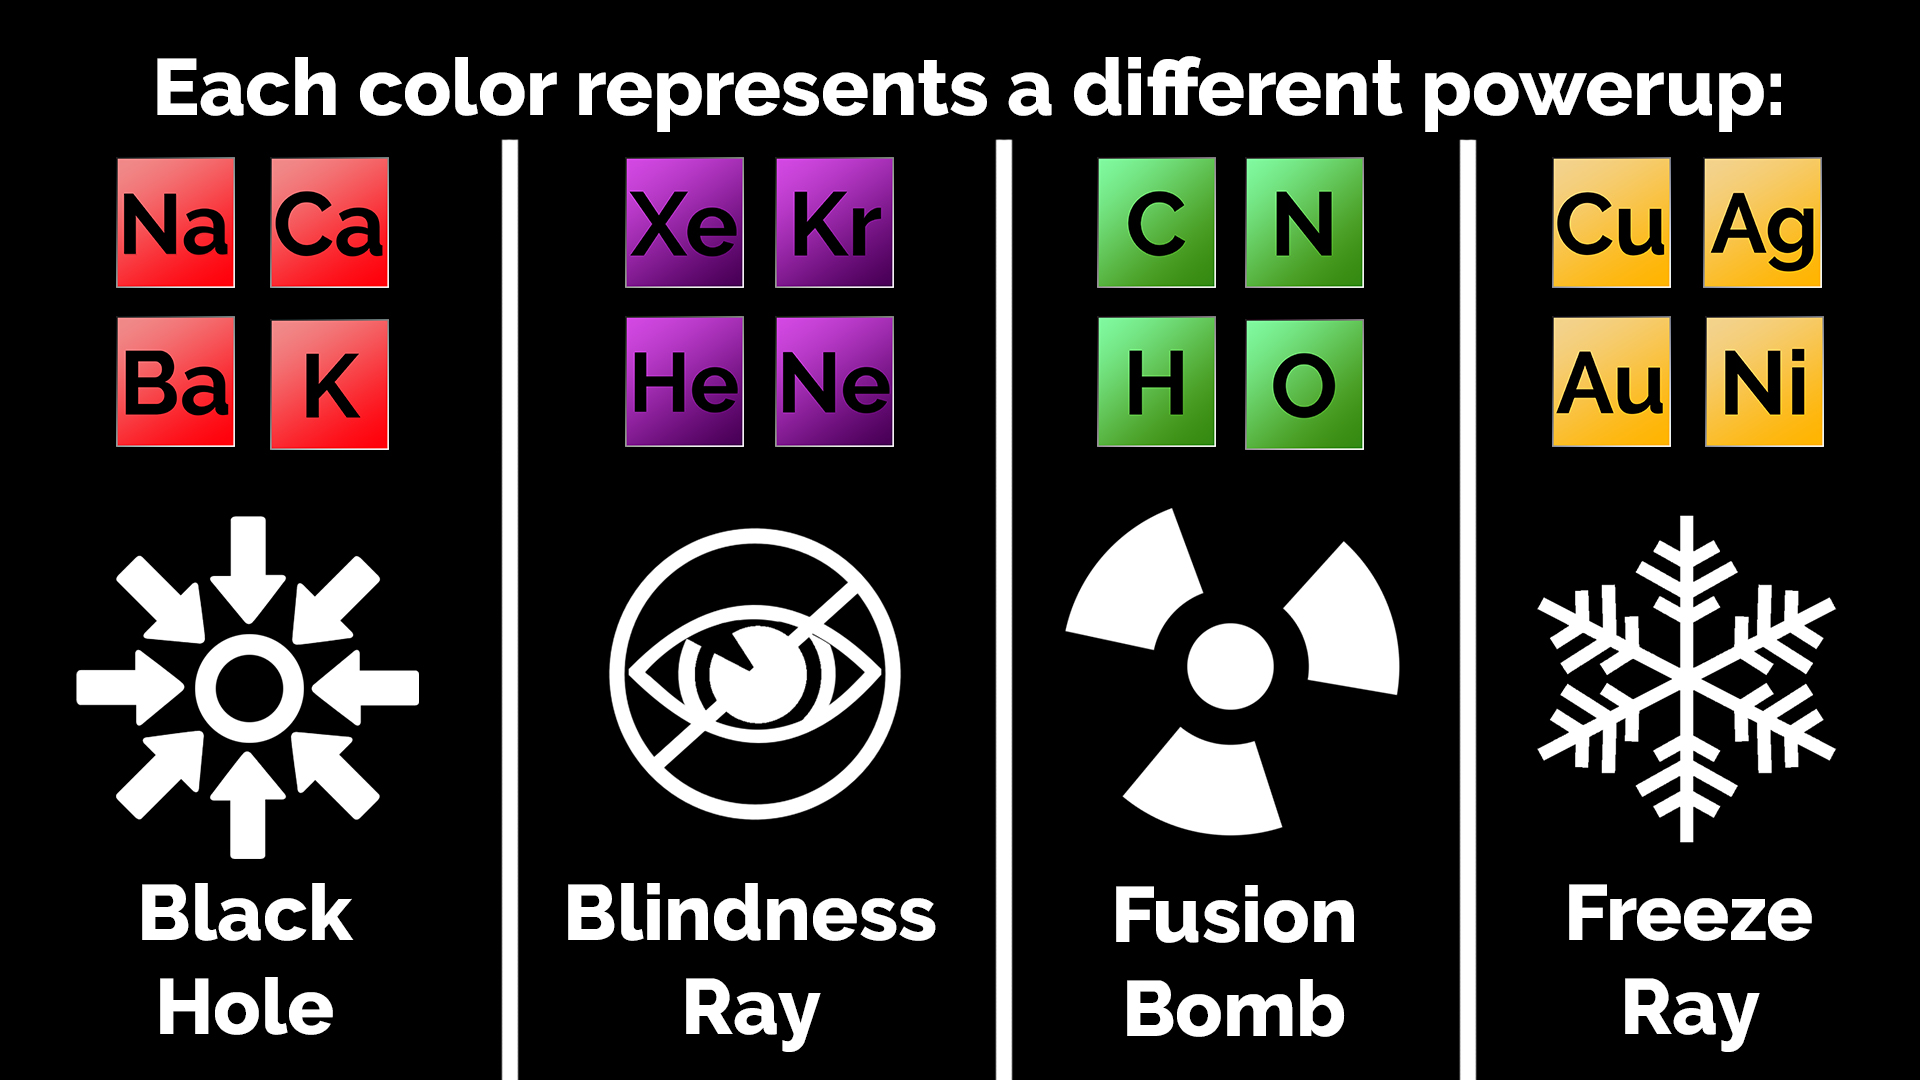 Each color represents a different powerup:
Na Ca
Ba K
Black
Hole
Xe Kr
He Ne
Blindness
Ray
C N
H O
Fusion
Bomb
Cu Ag
Au Ni
Freeze
Ray